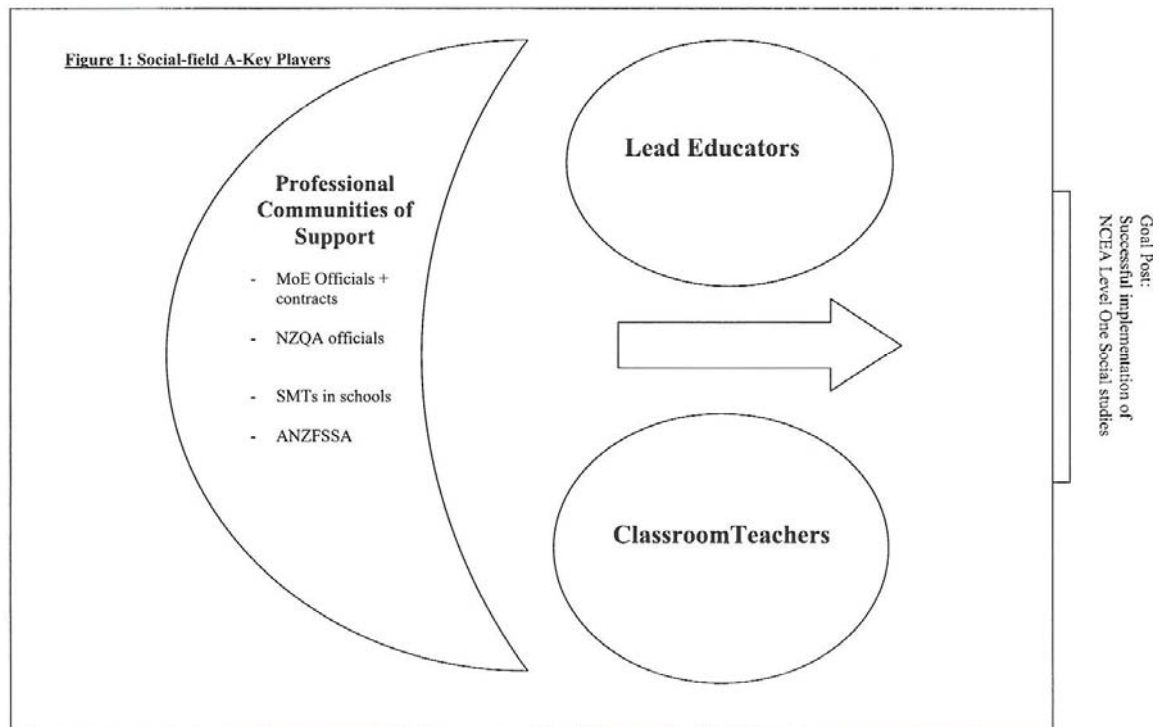 Figure 1: Social-field A-Key Players
Professional
Communities of
Support
- MoE Officials +
contracts
- NZQA officials
- SMTs in schools
- ANZFSSA
Lead Educators
ClassroomTeachers
Goal Post:
Successful implementation of
NCEA Level One Social studies